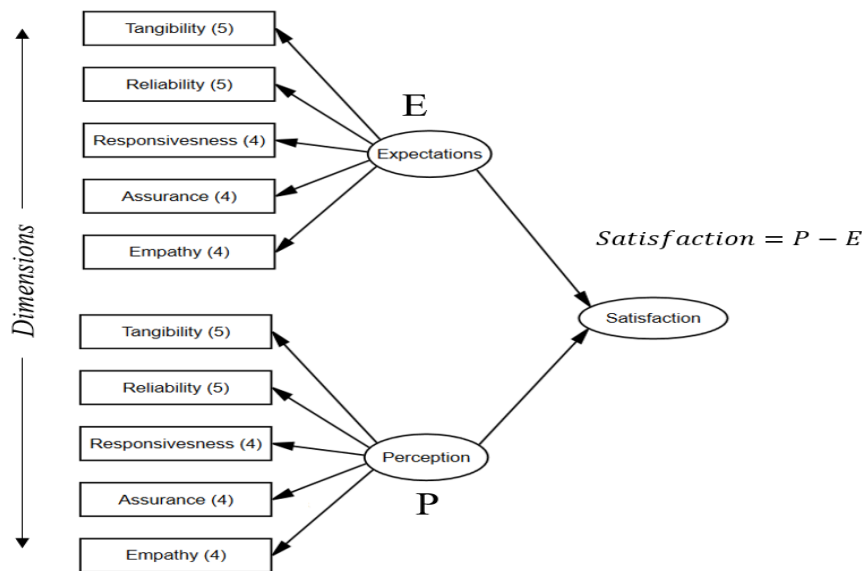 Dimensions
Tangibility (5)
Reliability (5)
Responsivesness (4)
Assurance (4)
Empathy (4)
E
Expectations
Satisfaction = P − E
Satisfaction
Tangibility (5)
Reliability (5)
Responsivesness (4)
Assurance (4)
Empathy (4)
Perception
P